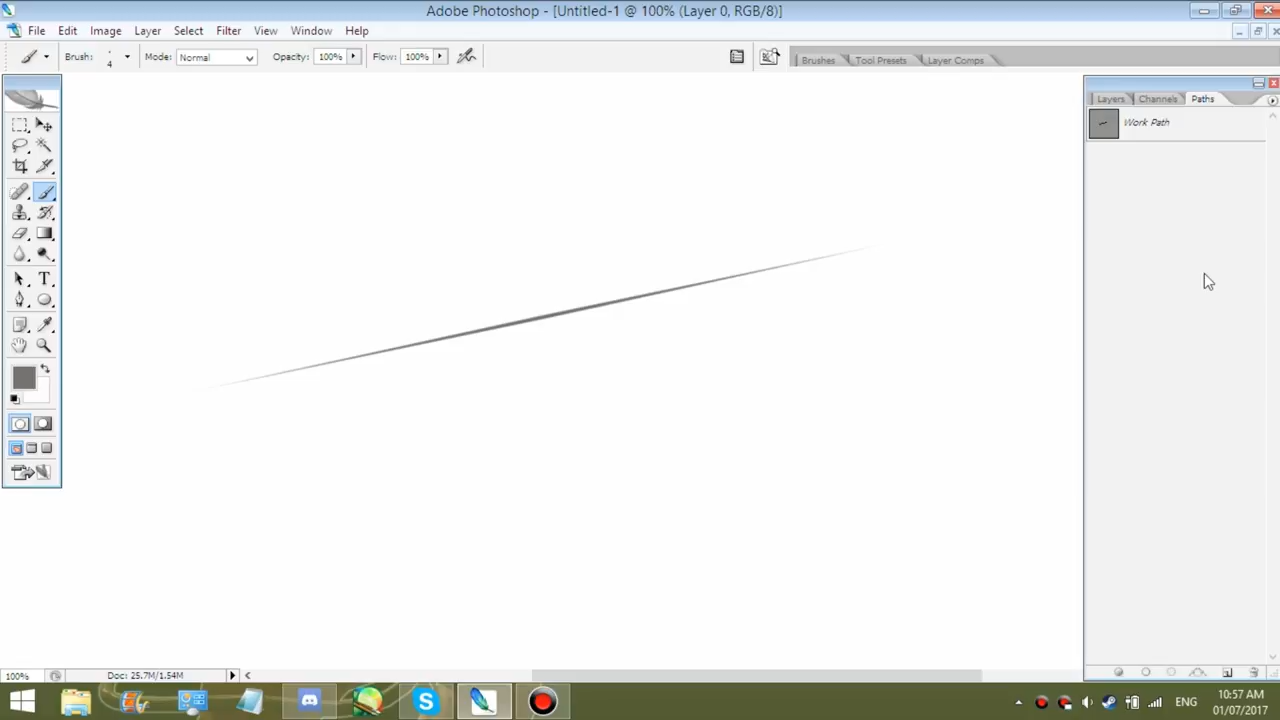 Adobe Photoshop - [Untitled-1 @ 100% (Layer 0, RGB/8)]
File Edit Image Layer Select Filter View Window Help
Brush: 4 Mode: Normal Opacity: 100% Flow: 100%
Brushes Tool Presets Layer Comps
Layers Channels Paths
Work Path
T
100% Doc: 25.7M/1.54M
S
ENG
10:57 AM
01/07/2017